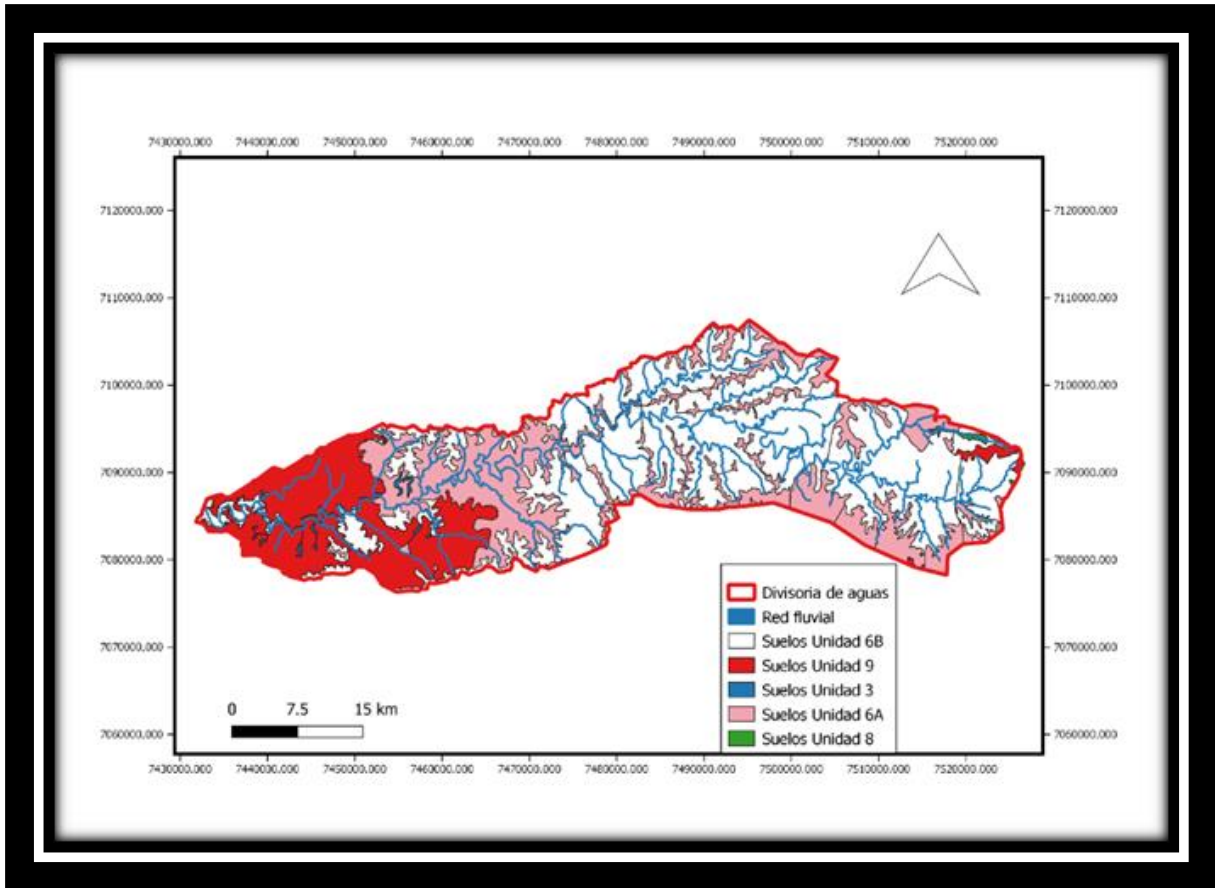 7430000.000 7440000.000 7450000.000 7460000.000 7470000.000 7480000.000 7490000.000 7500000.000 7510000.000 7520000.000
7120000.000 7120000.000
7110000.000 7110000.000
7100000.000 7100000.000
7090000.000 7090000.000
7080000.000 7080000.000
7070000.000 7070000.000
7060000.000 7060000.000
Divisoria de aguas
Red fluvial
Suelos Unidad 6B
Suelos Unidad 9
Suelos Unidad 3
Suelos Unidad 6A
Suelos Unidad 8
0 7.5 15 km
7430000.000 7440000.000 7450000.000 7460000.000 7470000.000 7480000.000 7490000.000 7500000.000 7510000.000 7520000.000